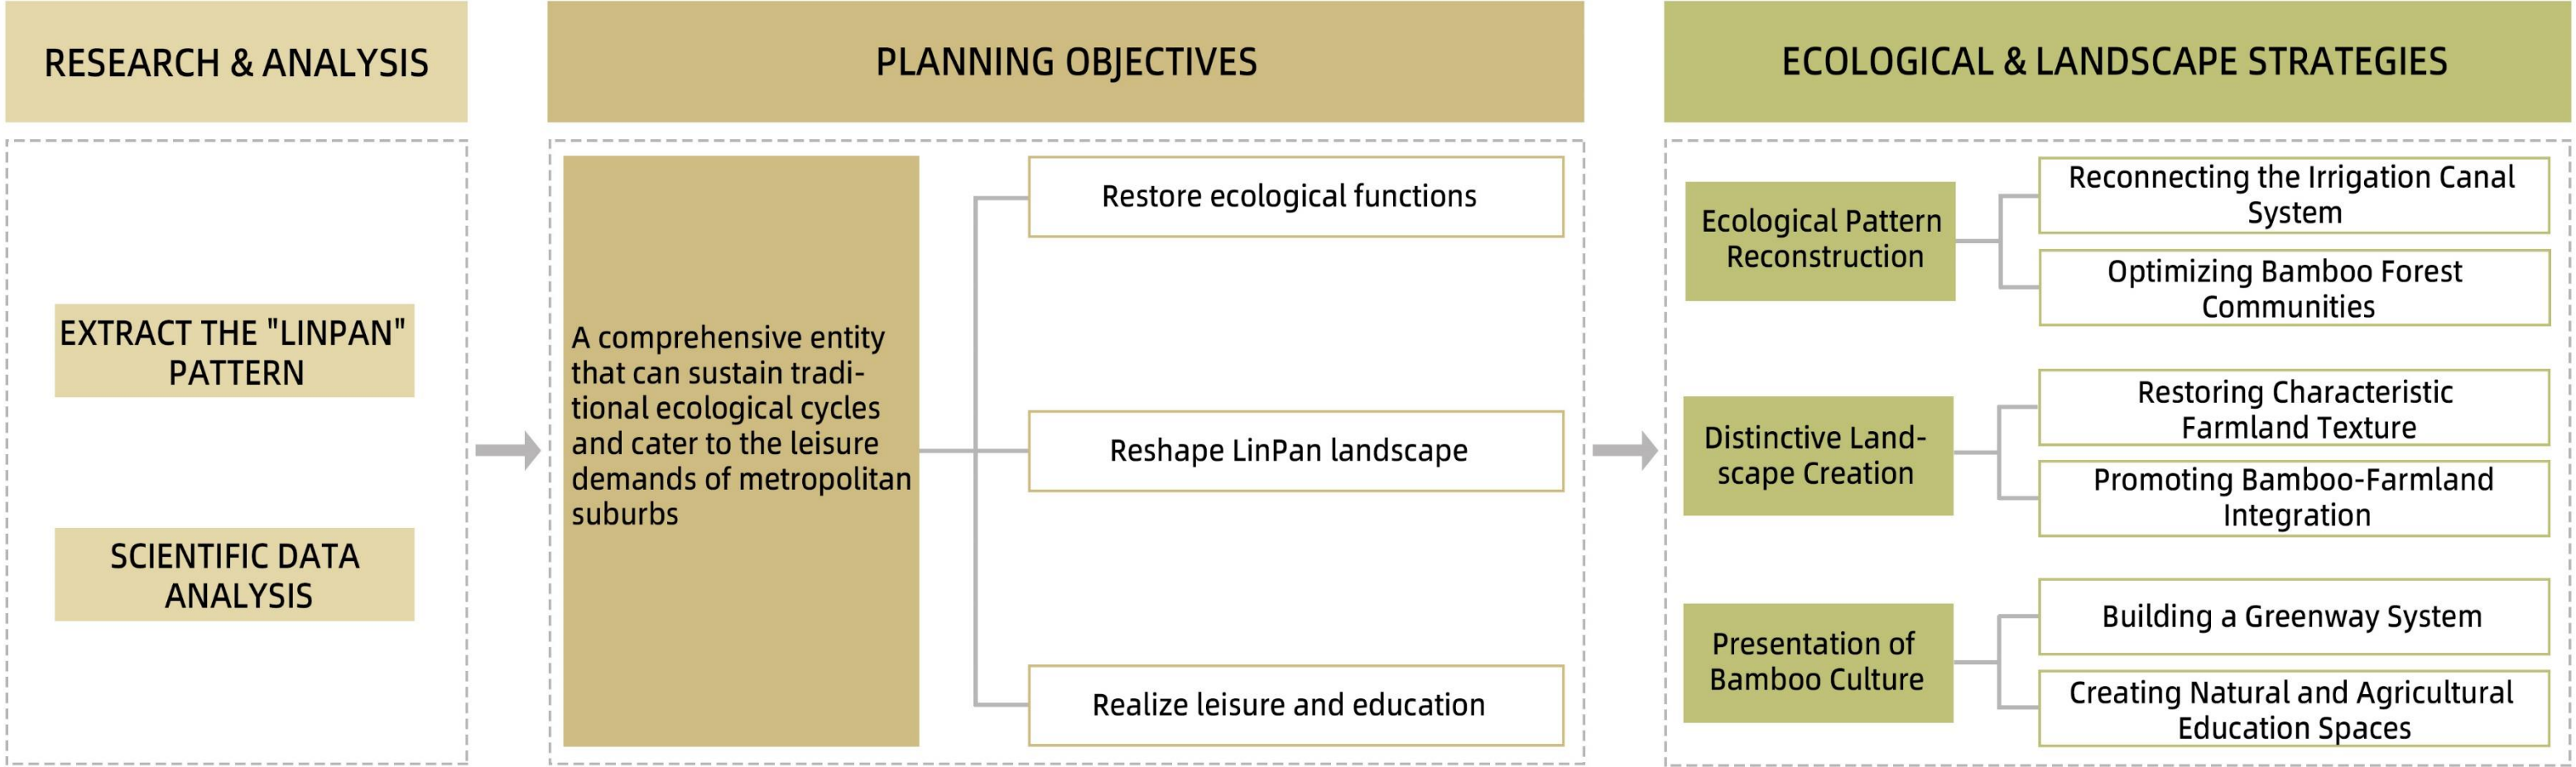 RESEARCH & ANALYSIS
EXTRACT THE "LINPAN"
PATTERN
SCIENTIFIC DATA
ANALYSIS
PLANNING OBJECTIVES
A comprehensive entity
that can sustain tradi-
tional ecological cycles
and cater to the leisure
demands of metropolitan
suburbs
Restore ecological functions
Reshape LinPan landscape
Realize leisure and education
ECOLOGICAL & LANDSCAPE STRATEGIES
Ecological Pattern
Reconstruction
Reconnecting the Irrigation Canal
System
Optimizing Bamboo Forest
Communities
Distinctive Land-
scape Creation
Restoring Characteristic
Farmland Texture
Promoting Bamboo-Farmland
Integration
Presentation of
Bamboo Culture
Building a Greenway System
Creating Natural and Agricultural
Education Spaces